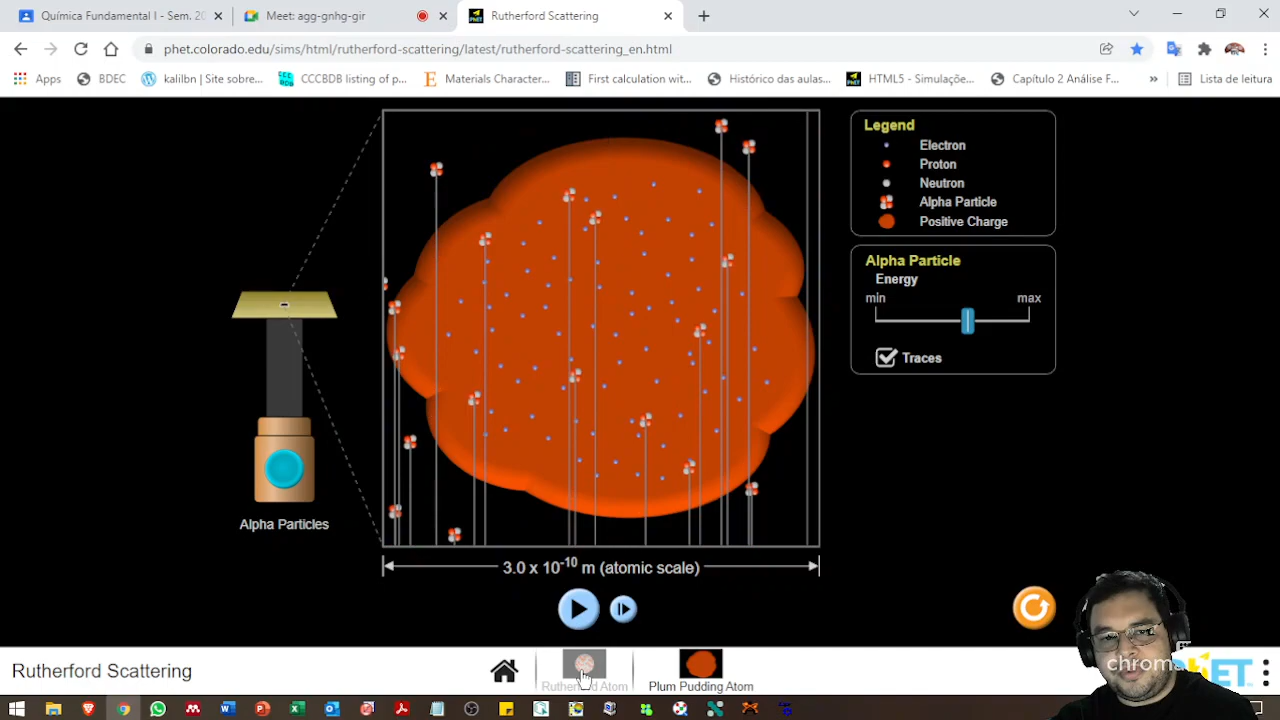 Química Fundamental I - Sem. 20
Meet: agg-gnhg-gir
Rutherford Scattering
phet.colorado.edu/sims/html/rutherford-scattering/latest/rutherford-scattering_en.html
Apps
BDEC
kalilbn | Site sobre...
CCCBDB listing of p...
Materials Character...
First calculation wit...
Histórico das aulas...
HTML5 - Simulaçõe...
Capítulo 2 Análise F...
Lista de leitura
Legend
Electron
Proton
Neutron
Alpha Particle
Positive Charge
Alpha Particle
Energy
min max
Traces
Alpha Particles
3.0 x 10⁻¹⁰ m (atomic scale)
Rutherford Scattering
Rutherford Atom
Plum Pudding Atom
chroma